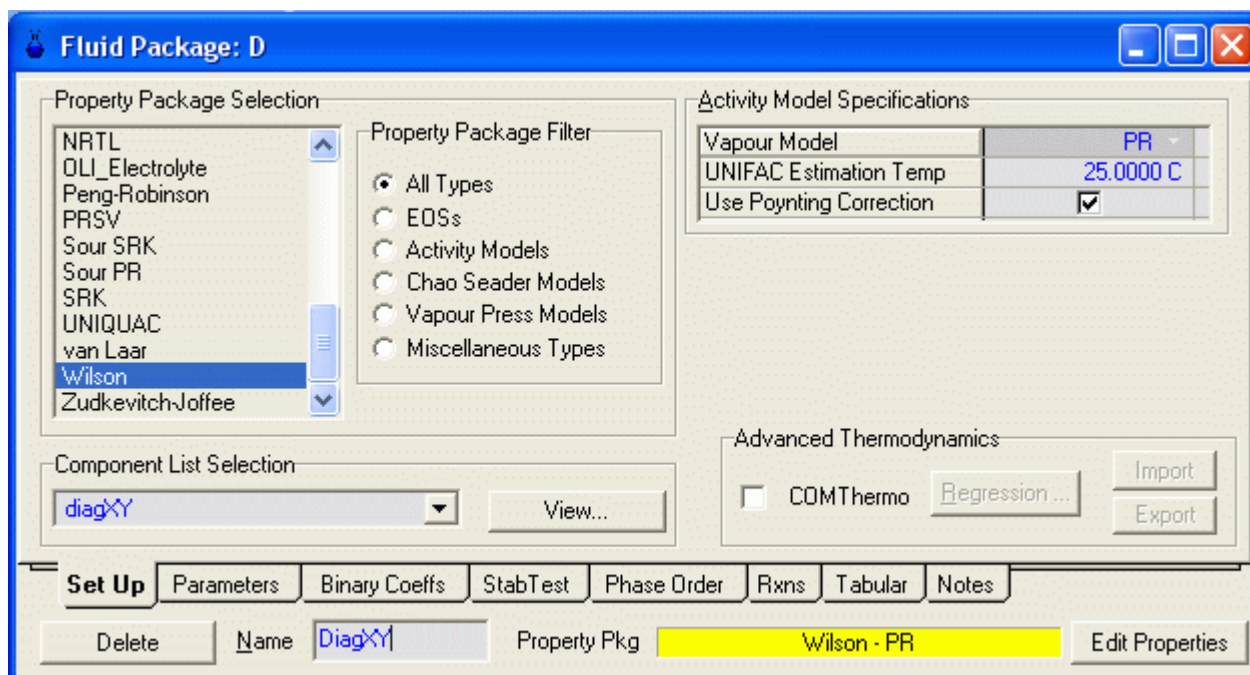 Fluid Package: D
Property Package Selection
NRTL
OLI_Electrolyte
Peng-Robinson
PRSV
Sour SRK
Sour PR
SRK
UNIQUAC
van Laar
Wilson
Zudkevitch-Joffee
Property Package Filter
All Types
EOSs
Activity Models
Chao Seader Models
Vapour Press Models
Miscellaneous Types
Activity Model Specifications
Vapour Model PR
UNIFAC Estimation Temp 25.0000 C
Use Poynting Correction
Component List Selection
diagXY View...
Advanced Thermodynamics
COMThermo Regression ...
Import
Export
Set Up Parameters Binary Coeffs StabTest Phase Order Rxns Tabular Notes
Delete Name DiagXY Property Pkg Wilson - PR Edit Properties